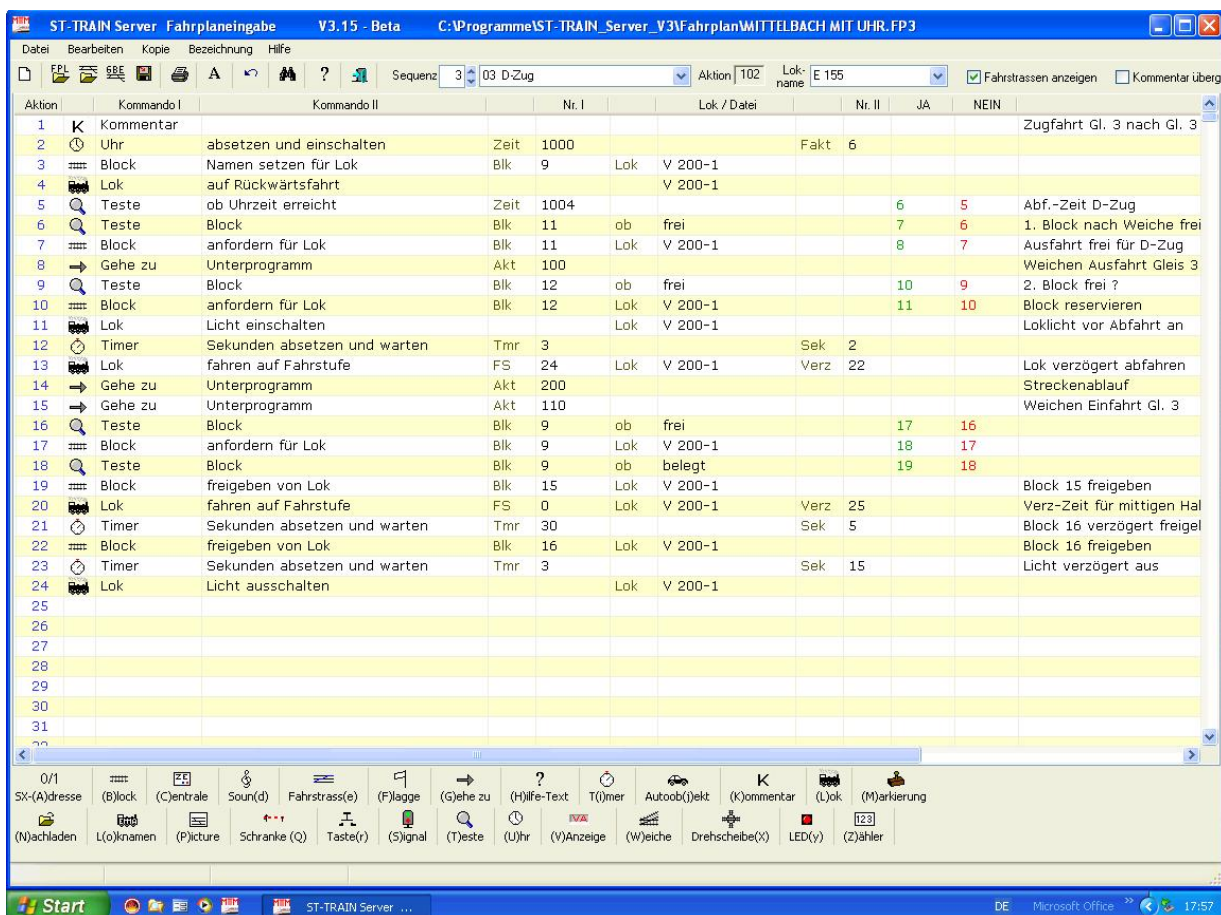 ST-TRAIN Server Fahrplaneingabe V3.15 - Beta C:\Programme\ST-TRAIN_Server_V3\Fahrplan\MITTELBACH MIT UHR.FP3
Datei Bearbeiten Kopie Bezeichnung Hilfe
FPL GBE A ? Sequenz 3 03 D-Zug Aktion 102 Lok-name E 155 Fahrstrassen anzeigen Kommentar überg
Aktion Kommando I Kommando II Nr. I Lok / Datei Nr. II JA NEIN
1 K Kommentar Zugfahrt Gl. 3 nach Gl. 3
2 Uhr absetzen und einschalten Zeit 1000 Fakt 6
3 Block Namen setzen für Lok Blk 9 Lok V 200-1
4 Lok auf Rückwärtsfahrt V 200-1
5 Teste ob Uhrzeit erreicht Zeit 1004 6 5 Abf.-Zeit D-Zug
6 Teste Block Blk 11 ob frei 7 6 1. Block nach Weiche frei
7 Block anfordern für Lok Blk 11 Lok V 200-1 8 7 Ausfahrt frei für D-Zug
8 Gehe zu Unterprogramm Akt 100 Weichen Ausfahrt Gleis 3
9 Teste Block Blk 12 ob frei 10 9 2. Block frei ?
10 Block anfordern für Lok Blk 12 Lok V 200-1 11 10 Block reservieren
11 Lok Licht einschalten Lok V 200-1 Loklicht vor Abfahrt an
12 Timer Sekunden absetzen und warten Tmr 3 Sek 2
13 Lok fahren auf Fahrstufe FS 24 Lok V 200-1 Verz 22 Lok verzögert abfahren
14 Gehe zu Unterprogramm Akt 200 Streckenablauf
15 Gehe zu Unterprogramm Akt 110 Weichen Einfahrt Gl. 3
16 Teste Block Blk 9 ob frei 17 16
17 Block anfordern für Lok Blk 9 Lok V 200-1 18 17
18 Teste Block Blk 9 ob belegt 19 18
19 Block freigeben von Lok Blk 15 Lok V 200-1 Block 15 freigeben
20 Lok fahren auf Fahrstufe FS 0 Lok V 200-1 Verz 25 Verz-Zeit für mittigen Hal
21 Timer Sekunden absetzen und warten Tmr 30 Sek 5 Block 16 verzögert freigel
22 Block freigeben von Lok Blk 16 Lok V 200-1 Block 16 freigeben
23 Timer Sekunden absetzen und warten Tmr 3 Sek 15 Licht verzögert aus
24 Lok Licht ausschalten Lok V 200-1
25
26
27
28
29
30
31
0/1 ZE ? K
SX-(A)dresse (B)lock (C)entrale Soun(d) Fahrstrass(e) (F)lagge (G)ehe zu (H)ilfe-Text T(i)mer Autoob(j)ekt (K)ommentar (L)ok (M)arkierung
IVA 123
(N)achladen L(o)knamen (P)icture Schranke (Q) Taste(r) (S)ignal (T)este (U)hr (V)Anzeige (W)eiche Drehscheibe(X) LED(y) (Z)ähler
Start ST-TRAIN Server ... DE Microsoft Office 17:57